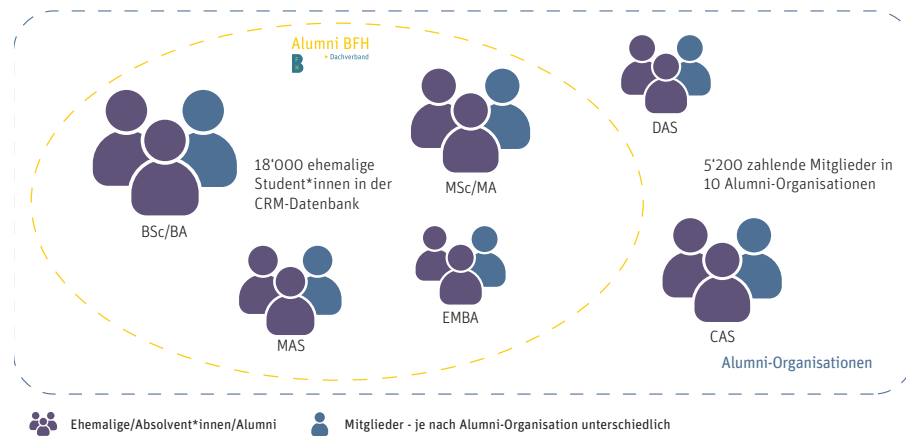 Alumni BFH
▸ Dachverband
B
F
H
DAS
18‘000 ehemalige
Student*innen in der
CRM-Datenbank
MSc/MA
5‘200 zahlende Mitglieder in
10 Alumni-Organisationen
BSc/BA
EMBA
MAS
CAS
Alumni-Organisationen
Ehemalige/Absolvent*innen/Alumni
Mitglieder - je nach Alumni-Organisation unterschiedlich